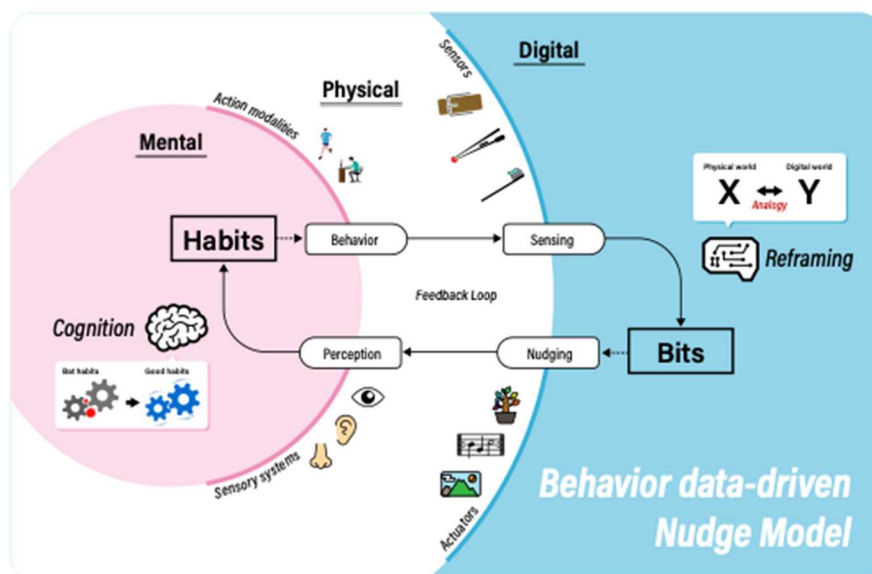 Digital
Sensors
Physical
Action modalities
Mental
Physical world
Digital world
X
Y
Analogy
Habits
Behavior
Sensing
Reframing
Feedback Loop
Cognition
Perception
Nudging
Bits
Bat habits
Good habits
Sensory systems
Actuators
Behavior data-driven
Nudge Model